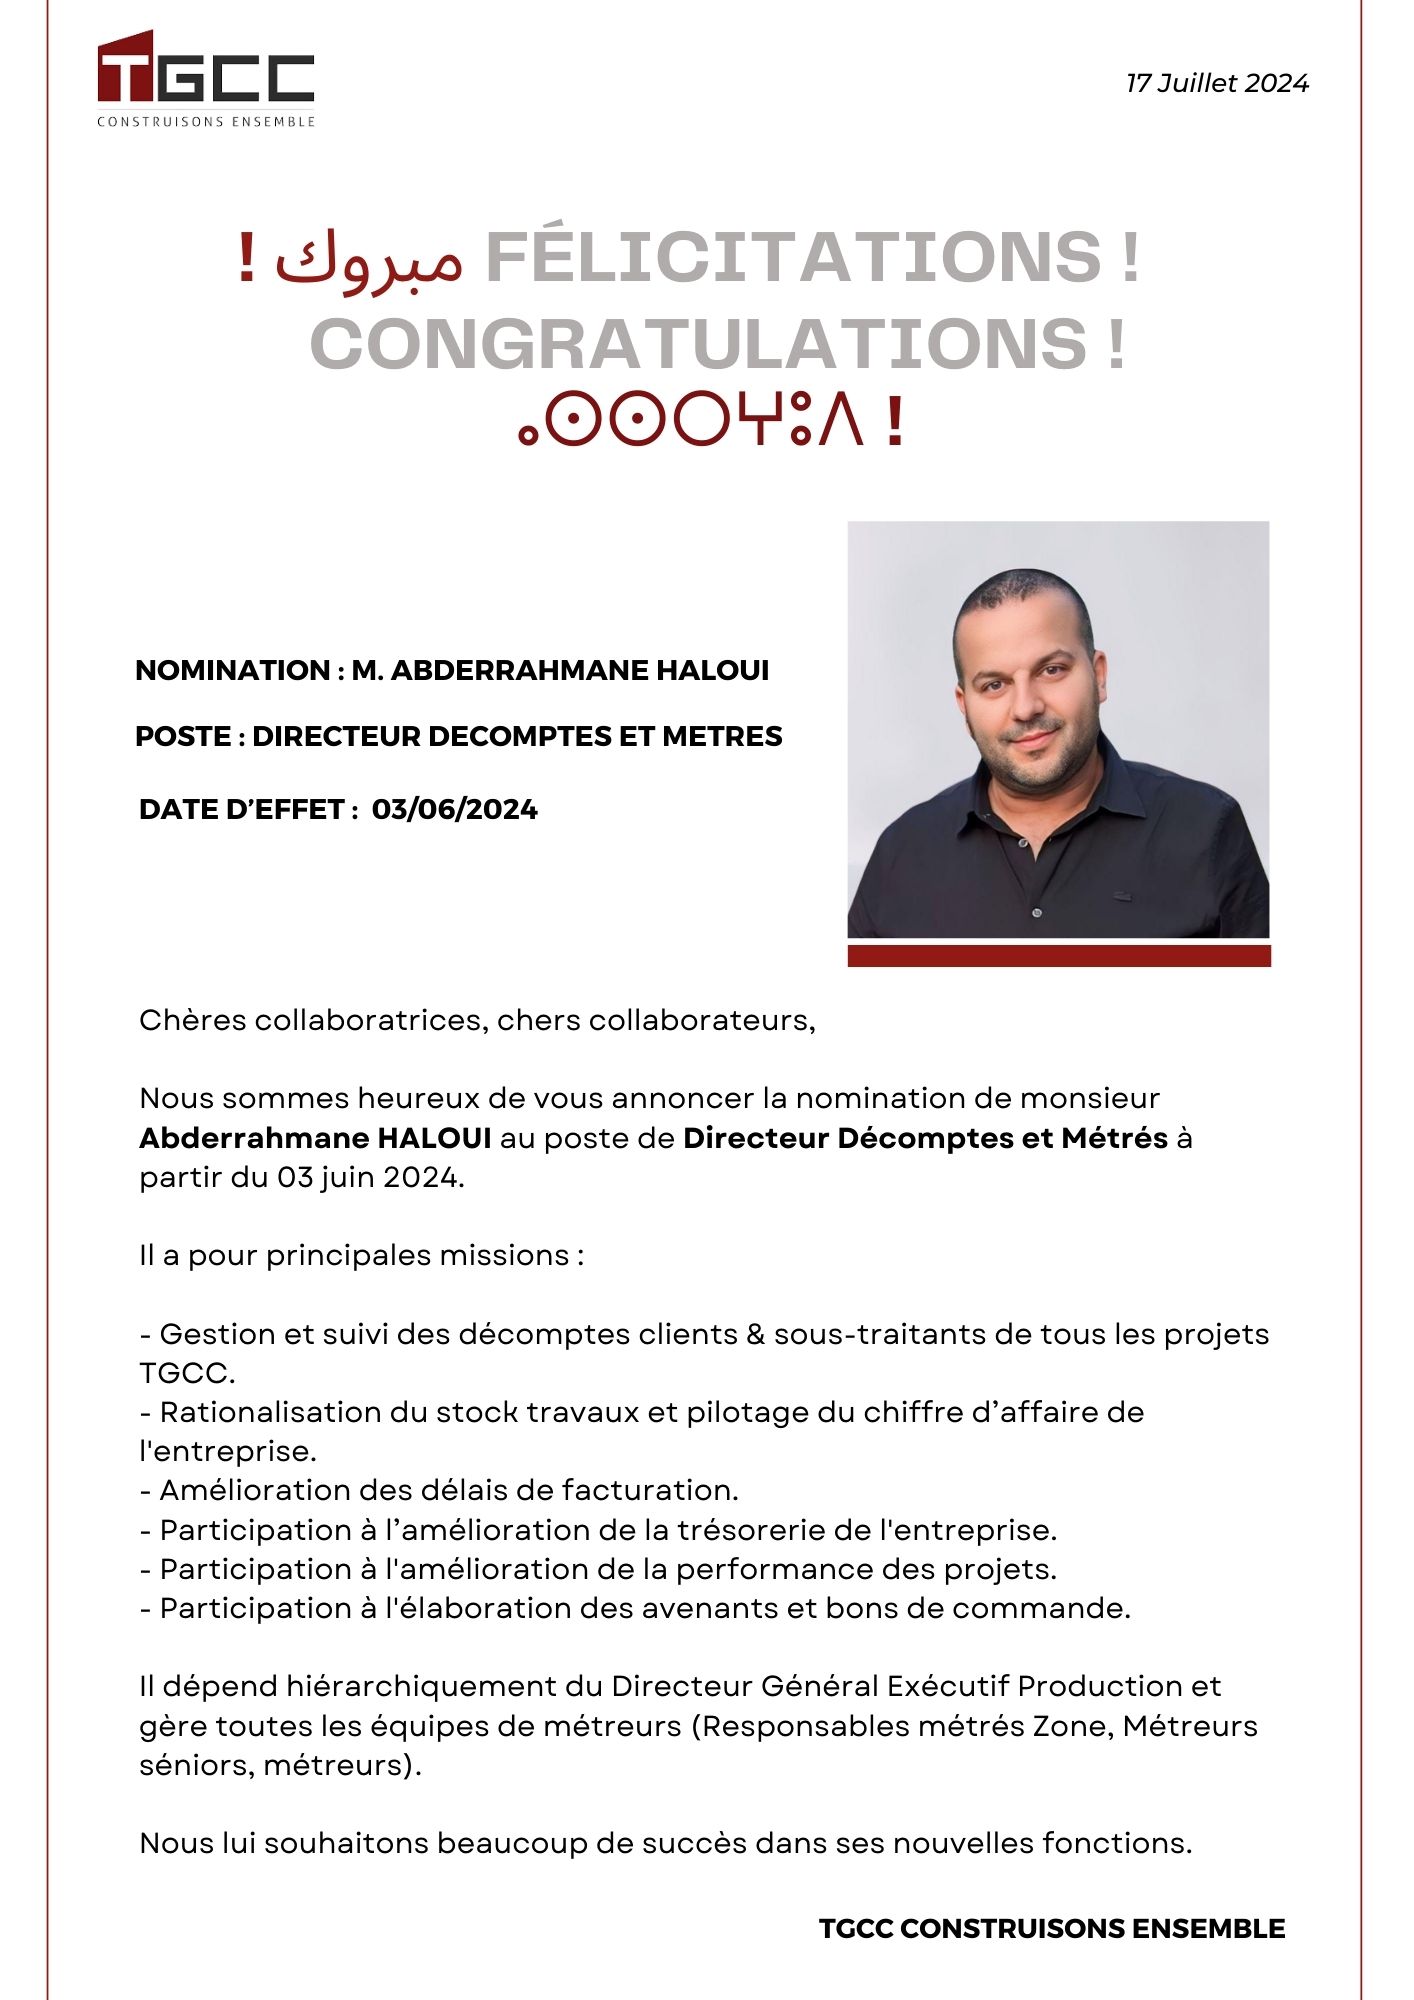 TGCC
CONSTRUISONS ENSEMBLE
17 Juillet 2024
! مبروك FÉLICITATIONS !
CONGRATULATIONS !
ⴰⵙⵙⵔⵖⵓⴷ !
NOMINATION : M. ABDERRAHMANE HALOUI
POSTE : DIRECTEUR DECOMPTES ET METRES
DATE D’EFFET : 03/06/2024
Chères collaboratrices, chers collaborateurs,
Nous sommes heureux de vous annoncer la nomination de monsieur
Abderrahmane HALOUI au poste de Directeur Décomptes et Métrés à
partir du 03 juin 2024.
Il a pour principales missions :
- Gestion et suivi des décomptes clients & sous-traitants de tous les projets
TGCC.
- Rationalisation du stock travaux et pilotage du chiffre d’affaire de
l'entreprise.
- Amélioration des délais de facturation.
- Participation à l’amélioration de la trésorerie de l'entreprise.
- Participation à l'amélioration de la performance des projets.
- Participation à l'élaboration des avenants et bons de commande.
Il dépend hiérarchiquement du Directeur Général Exécutif Production et
gère toutes les équipes de métreurs (Responsables métrés Zone, Métreurs
séniors, métreurs).
Nous lui souhaitons beaucoup de succès dans ses nouvelles fonctions.
TGCC CONSTRUISONS ENSEMBLE